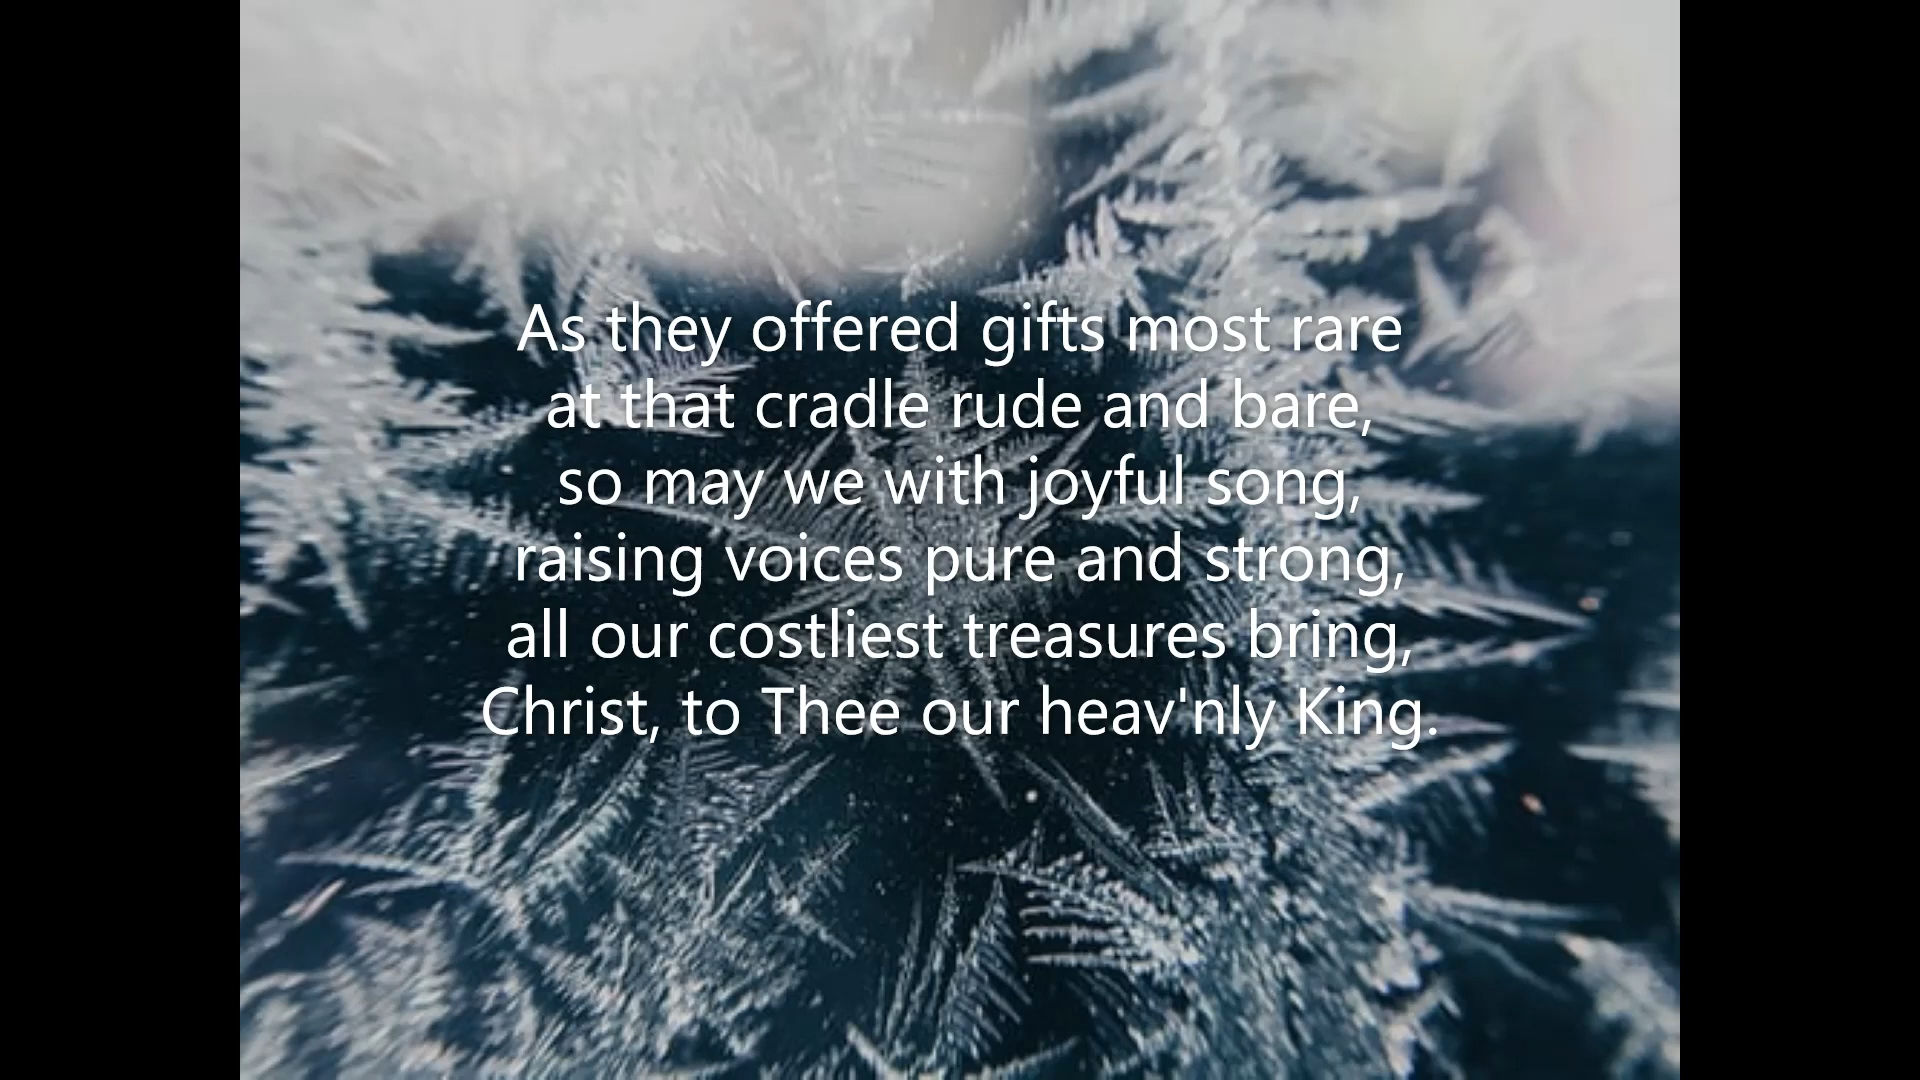 As they offered gifts most rare
at that cradle rude and bare,
so may we with joyful song,
raising voices pure and strong,
all our costliest treasures bring,
Christ, to Thee our heav'nly King.